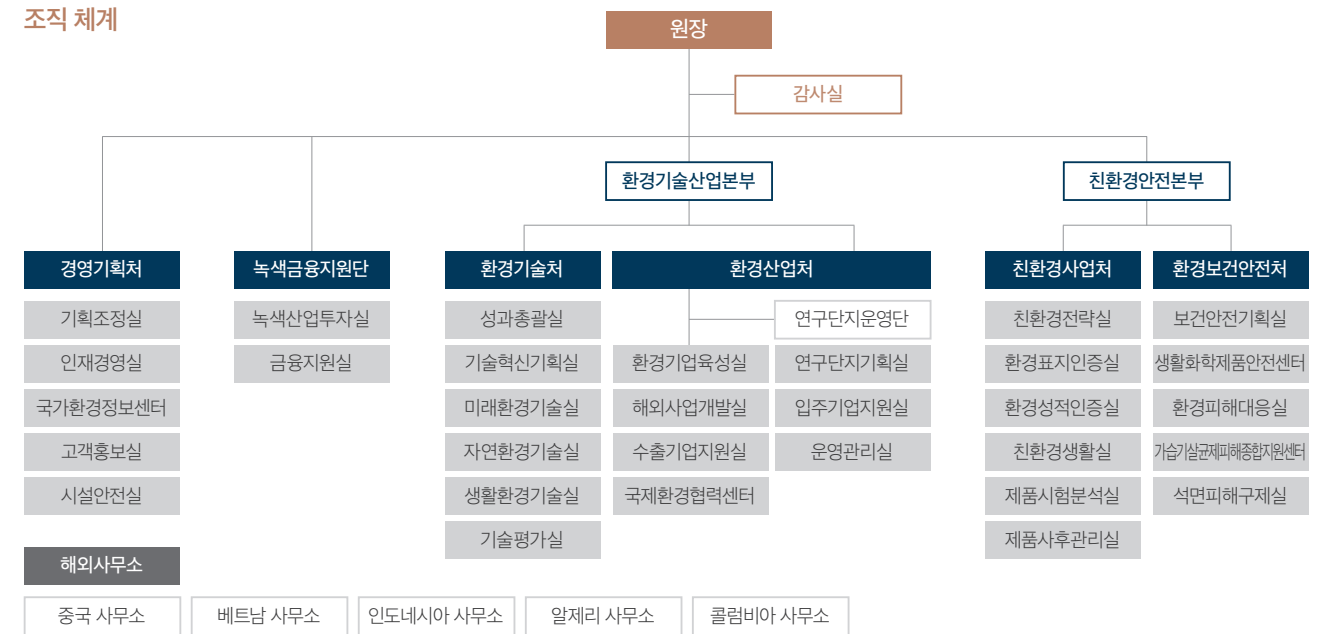 조직 체계
원장
감사실
환경기술산업본부
친환경안전본부
경영기획처
기획조정실
인재경영실
국가환경정보센터
고객홍보실
시설안전실
녹색금융지원단
녹색산업투자실
금융지원실
환경기술처
성과총괄실
기술혁신기획실
미래환경기술실
자연환경기술실
생활환경기술실
기술평가실
환경산업처
환경기업육성실
해외사업개발실
수출기업지원실
국제환경협력센터
연구단지운영단
연구단지기획실
입주기업지원실
운영관리실
친환경사업처
친환경전략실
환경표지인증실
환경성적인증실
친환경생활실
제품시험분석실
제품사후관리실
환경보건안전처
보건안전기획실
생활화학제품안전센터
환경피해대응실
가습기살균제피해종합지원센터
석면피해구제실
해외사무소
중국 사무소
베트남 사무소
인도네시아 사무소
알제리 사무소
콜럼비아 사무소